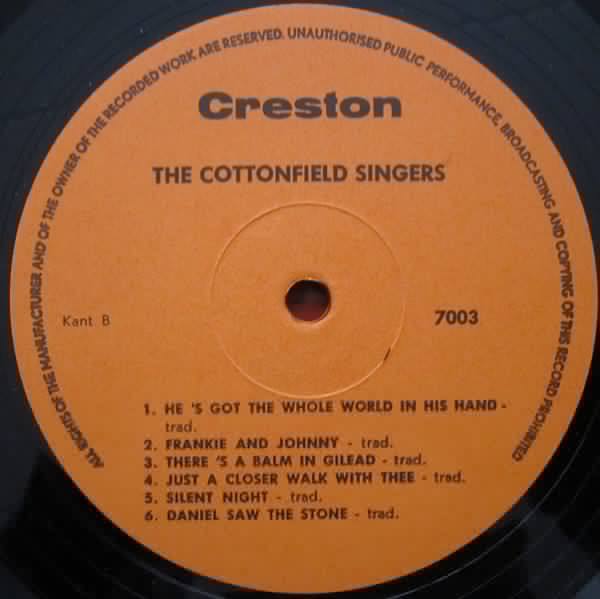 ALL RIGHTS OF THE MANUFACTURER AND OF THE OWNER OF THE RECORDED WORK ARE RESERVED. UNAUTHORISED PUBLIC PERFORMANCE, BROADCASTING AND COPYING OF THIS RECORD PROHIBITED
Creston
THE COTTONFIELD SINGERS
Kant B
7003
1. HE 'S GOT THE WHOLE WORLD IN HIS HAND -
trad.
2. FRANKIE AND JOHNNY - trad.
3. THERE 'S A BALM IN GILEAD - trad.
4. JUST A CLOSER WALK WITH THEE - trad.
5. SILENT NIGHT - trad.
6. DANIEL SAW THE STONE - trad.